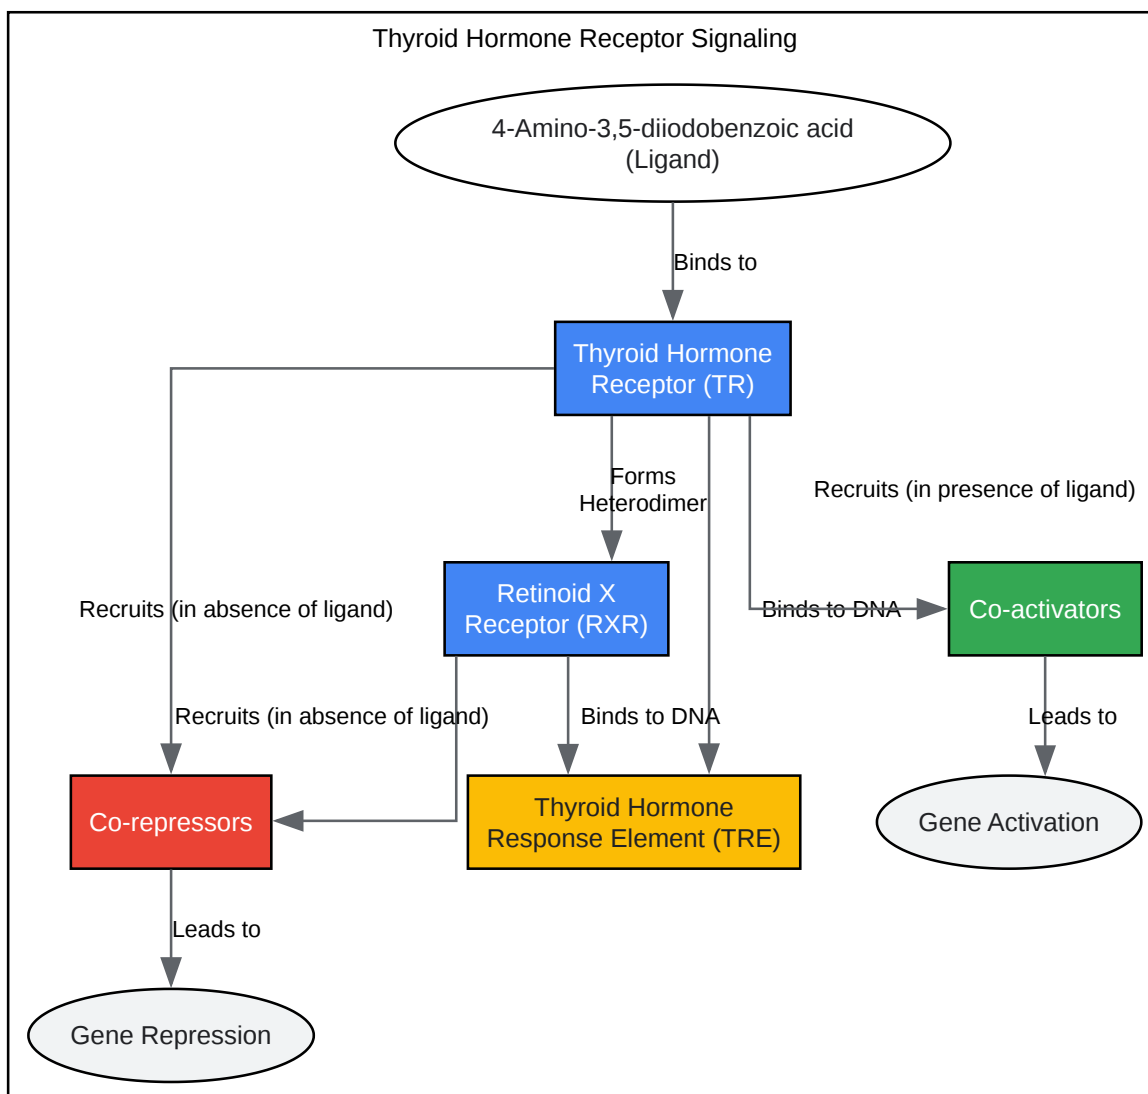 Thyroid Hormone Receptor Signaling
4-Amino-3,5-diiodobenzoic acid
(Ligand)
Binds to
Thyroid Hormone
Receptor (TR)
Forms
Heterodimer
Recruits (in presence of ligand)
Retinoid X
Receptor (RXR)
Recruits (in absence of ligand)
Binds to DNA
Co-activators
Recruits (in absence of ligand)
Binds to DNA
Leads to
Co-repressors
Thyroid Hormone
Response Element (TRE)
Gene Activation
Leads to
Gene Repression